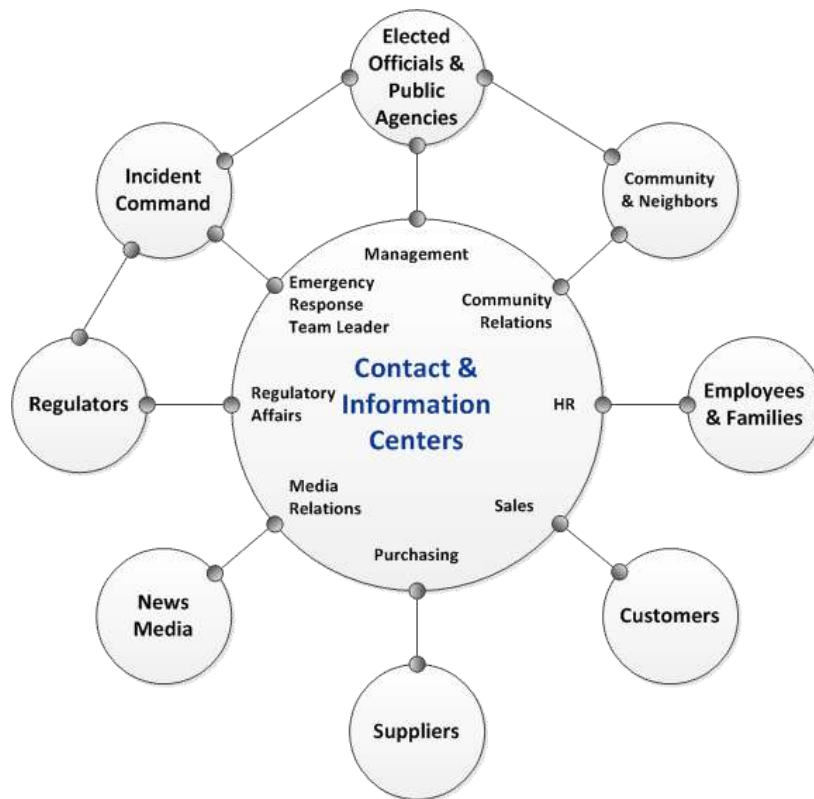 Elected
Officials &
Public
Agencies
Incident
Command
Community
& Neighbors
Management
Emergency
Response
Team Leader
Community
Relations
Contact &
Information
Centers
Regulators
Regulatory
Affairs
HR
Employees
& Families
Media
Relations
Sales
Purchasing
News
Media
Customers
Suppliers